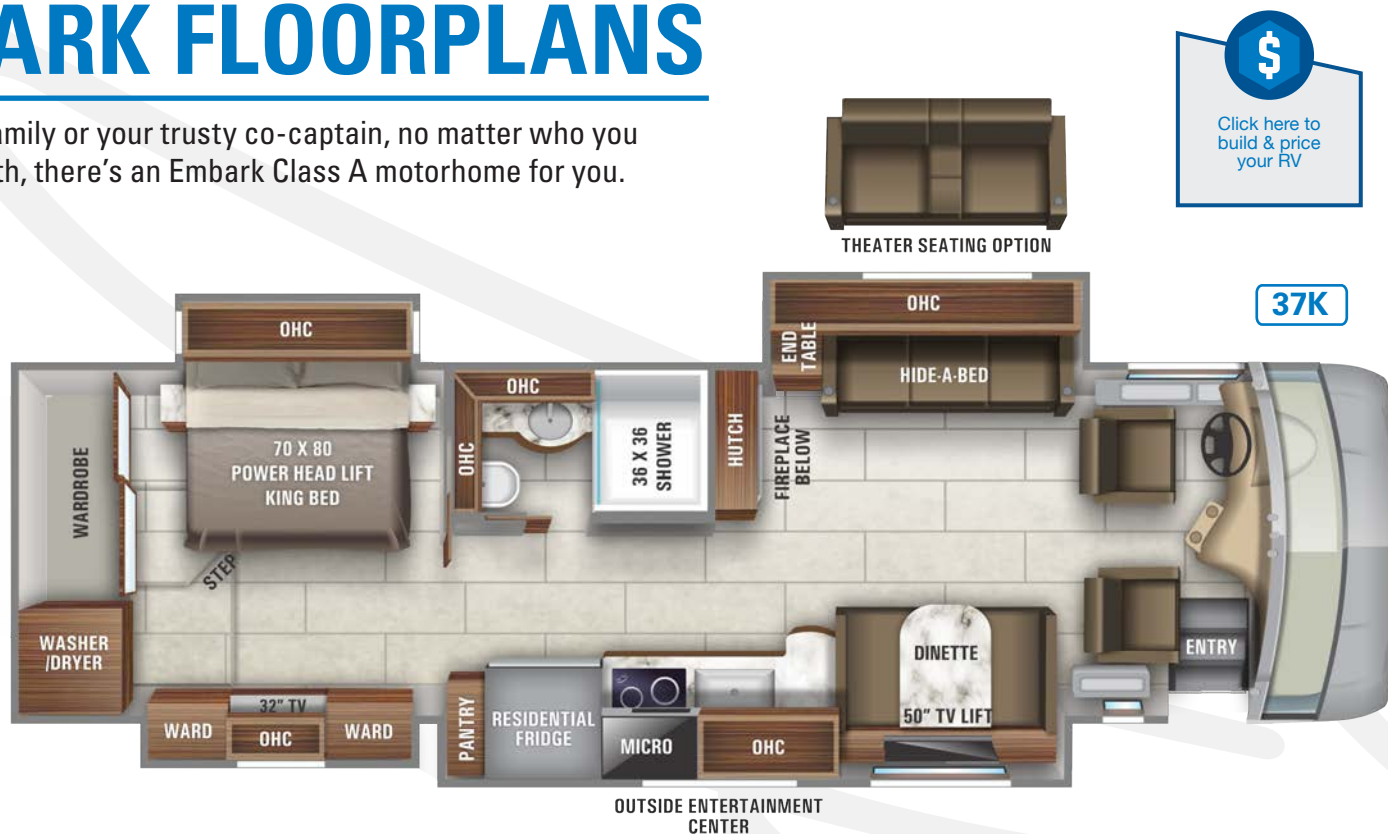 ARK FLOORPLANS
amily or your trusty co-captain, no matter who you
th, there's an Embark Class A motorhome for you.
Click here to
build & price
your RV
THEATER SEATING OPTION
37K
OHC
OHC
END
TABLE
HIDE-A-BED
OHC
OHC
36 X 36
SHOWER
HUTCH
FIREPLACE
BELOW
WARDROBE
70 X 80
POWER HEAD LIFT
KING BED
STEP
WASHER
/DRYER
WARD
32" TV
OHC
WARD
PANTRY
RESIDENTIAL
FRIDGE
MICRO
OHC
DINETTE
50" TV LIFT
ENTRY
OUTSIDE ENTERTAINMENT
CENTER